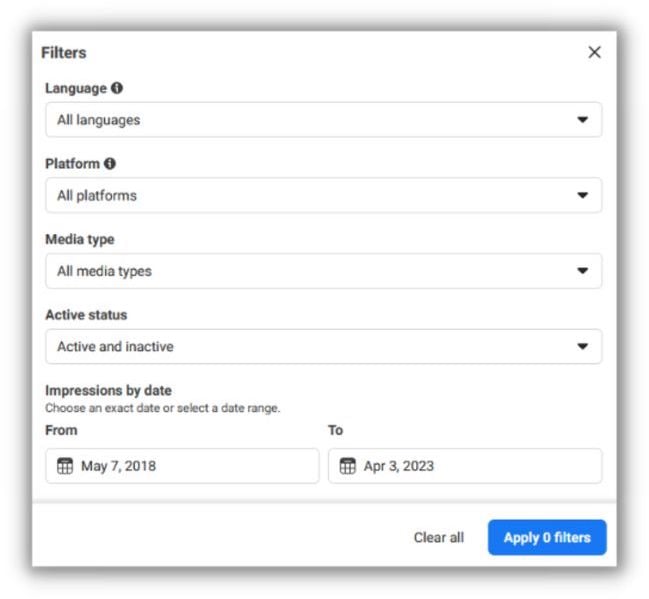 Filters
Language
All languages
Platform
All platforms
Media type
All media types
Active status
Active and inactive
Impressions by date
Choose an exact date or select a date range.
From To
May 7, 2018 Apr 3, 2023
Clear all Apply 0 filters